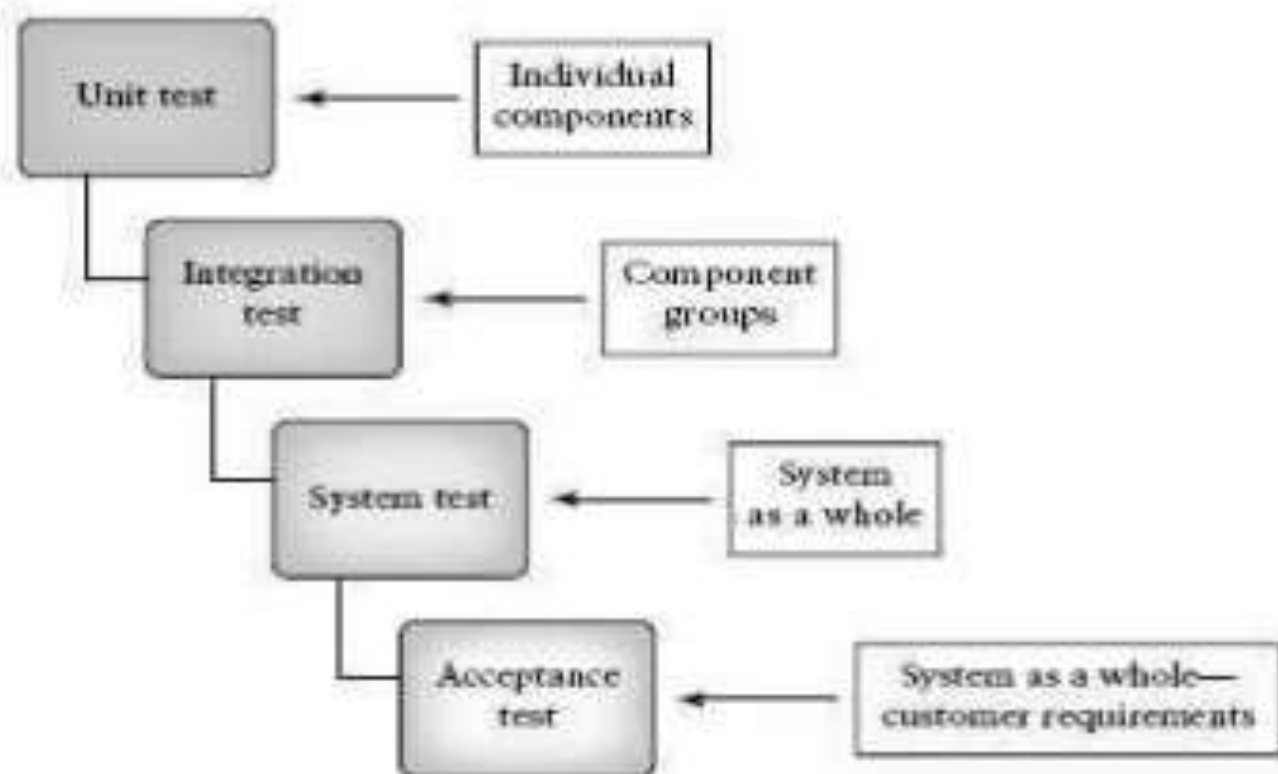 Unit test
Individual
components
Integration
test
Component
groups
System test
System
as a whole
Acceptance
test
System as a whole—
customer requirements